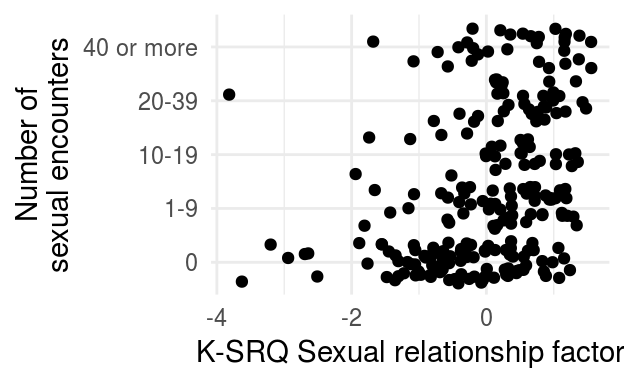 Number of
sexual encounters
40 or more
20-39
10-19
1-9
0
-4
-2
0
K-SRQ Sexual relationship factor